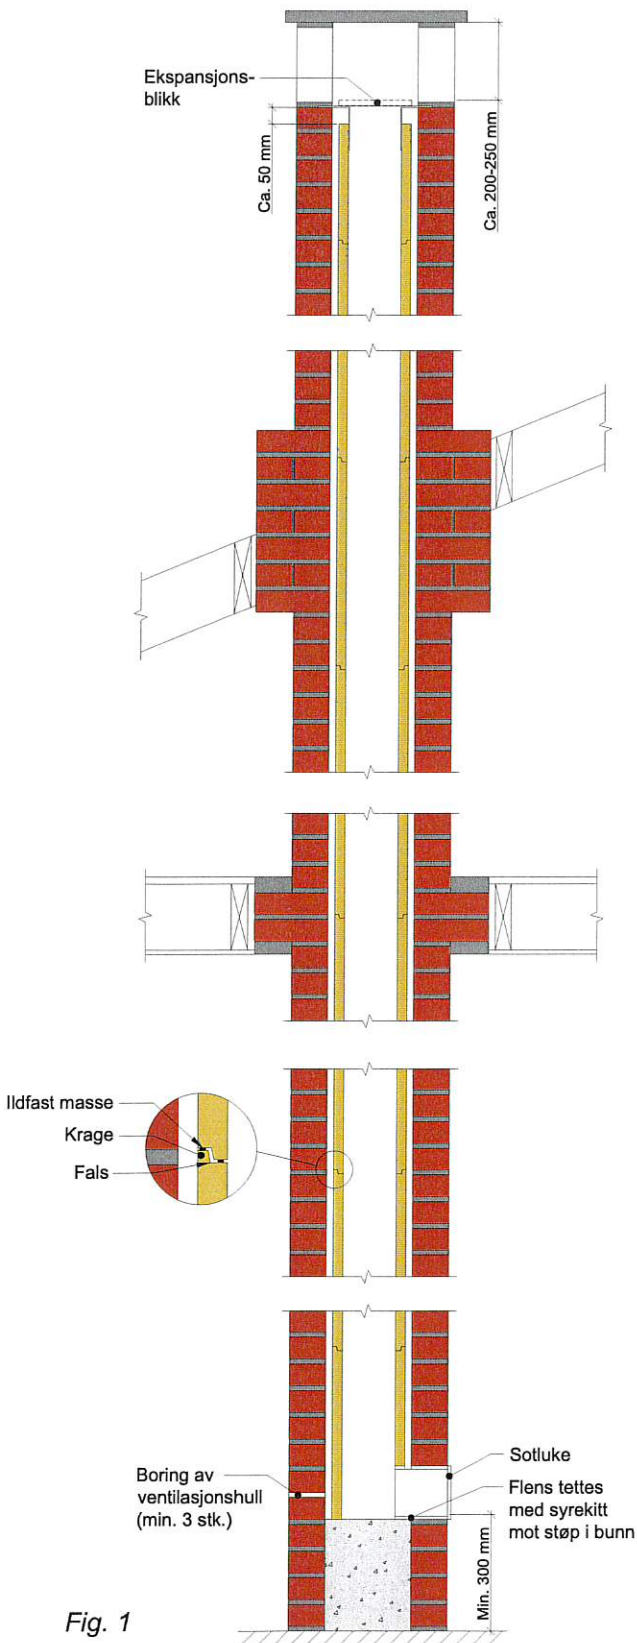 Ekspansjons-
blikk
Ca. 50 mm
Ca. 200-250 mm
Ildfast masse
Krage
Fals
Boring av
ventilasjonshull
(min. 3 stk.)
Sotluke
Flens tettes
med syrekitt
mot støp i bunn
Min. 300 mm
Fig. 1